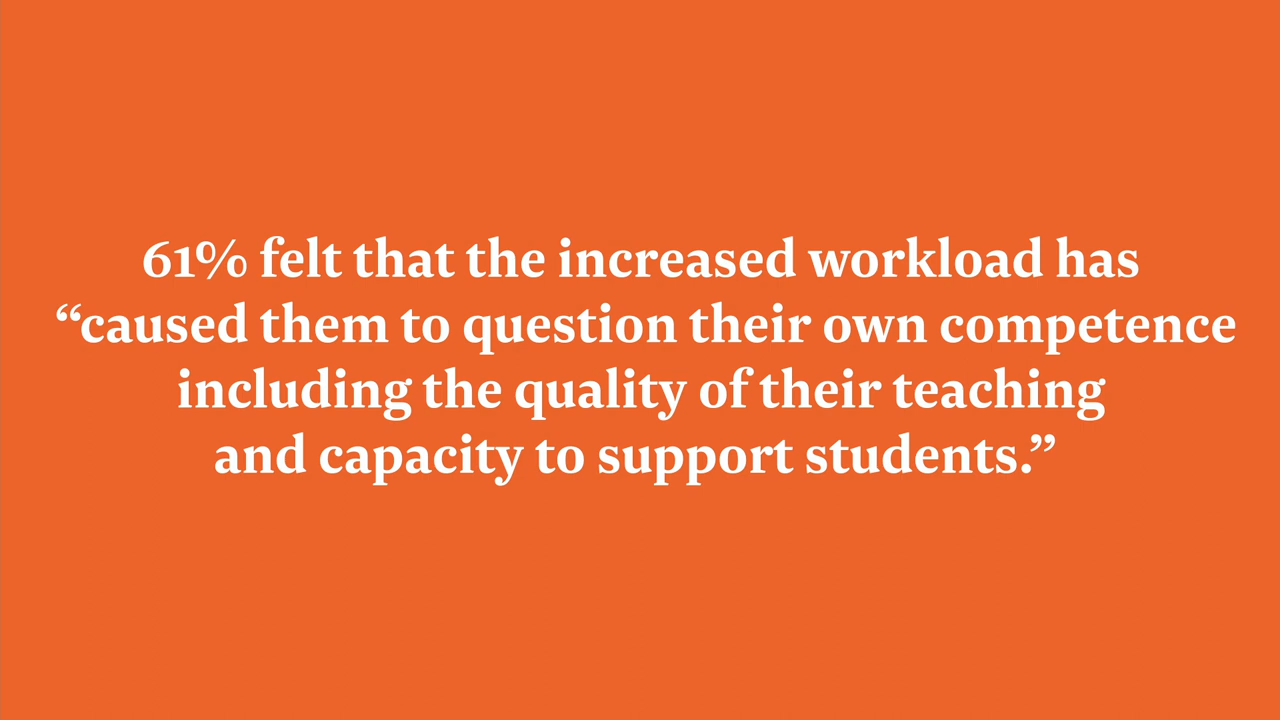 61% felt that the increased workload has
“caused them to question their own competence
including the quality of their teaching
and capacity to support students.”